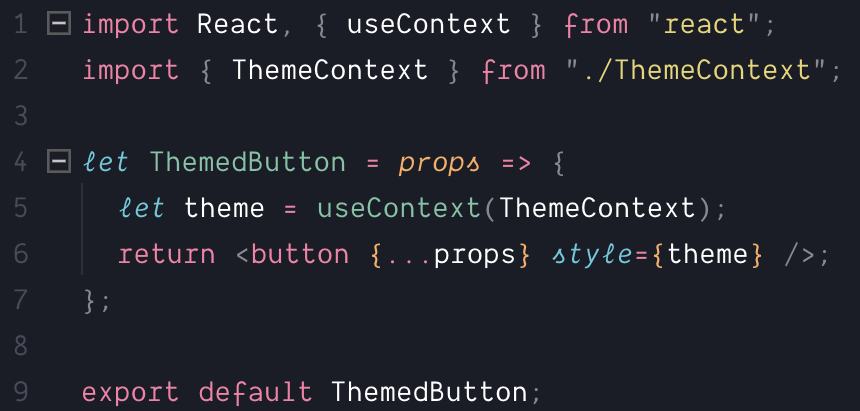 1 import React, { useContext } from "react";
2 import { ThemeContext } from "./ThemeContext";
3
4 let ThemedButton = props => {
5 let theme = useContext(ThemeContext);
6 return <button {...props} style={theme} />;
7 };
8
9 export default ThemedButton;